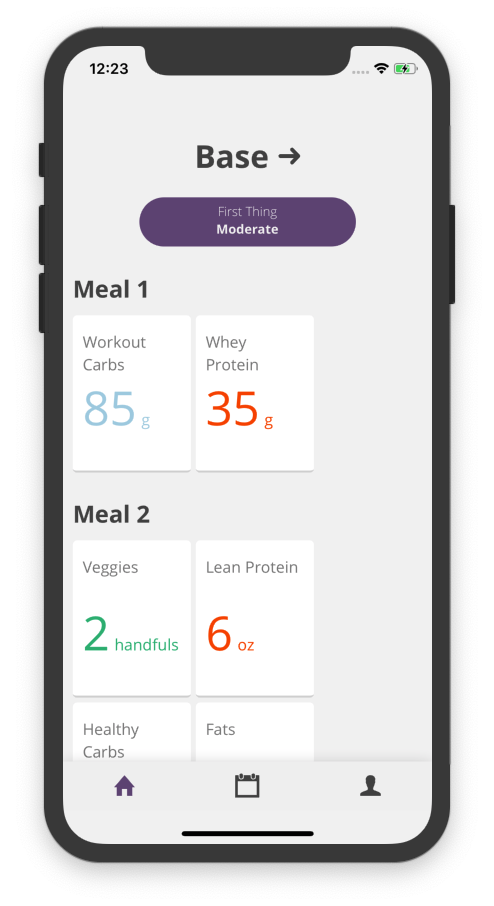 12:23
Base →
First Thing
Moderate
Meal 1
Workout
Carbs
85 g
Whey
Protein
35 g
Meal 2
Veggies
2 handfuls
Lean Protein
6 oz
Healthy
Carbs
Fats